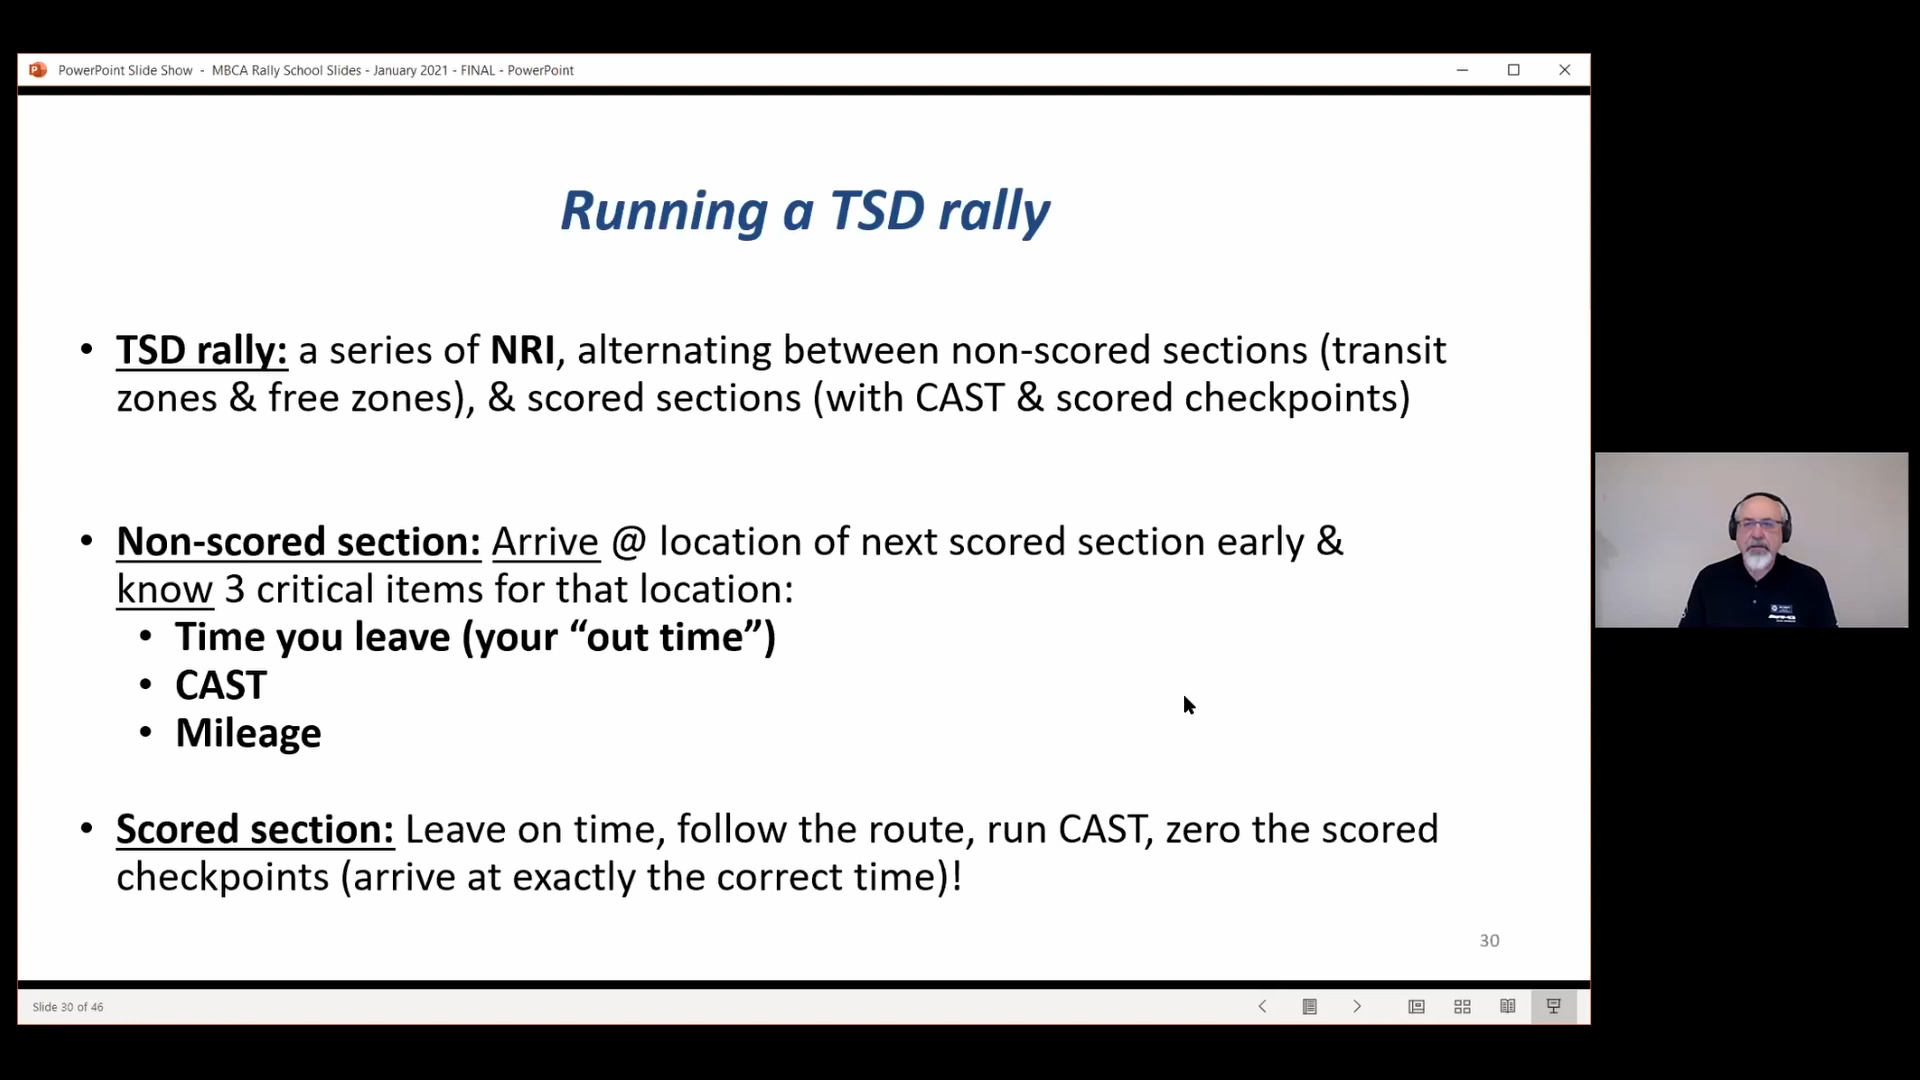 PowerPoint Slide Show - MBCA Rally School Slides - January 2021 - FINAL - PowerPoint
Running a TSD rally
• TSD rally: a series of NRI, alternating between non-scored sections (transit
zones & free zones), & scored sections (with CAST & scored checkpoints)
• Non-scored section: Arrive @ location of next scored section early &
know 3 critical items for that location:
• Time you leave (your “out time”)
• CAST
• Mileage
• Scored section: Leave on time, follow the route, run CAST, zero the scored
checkpoints (arrive at exactly the correct time)!
30
Slide 30 of 46